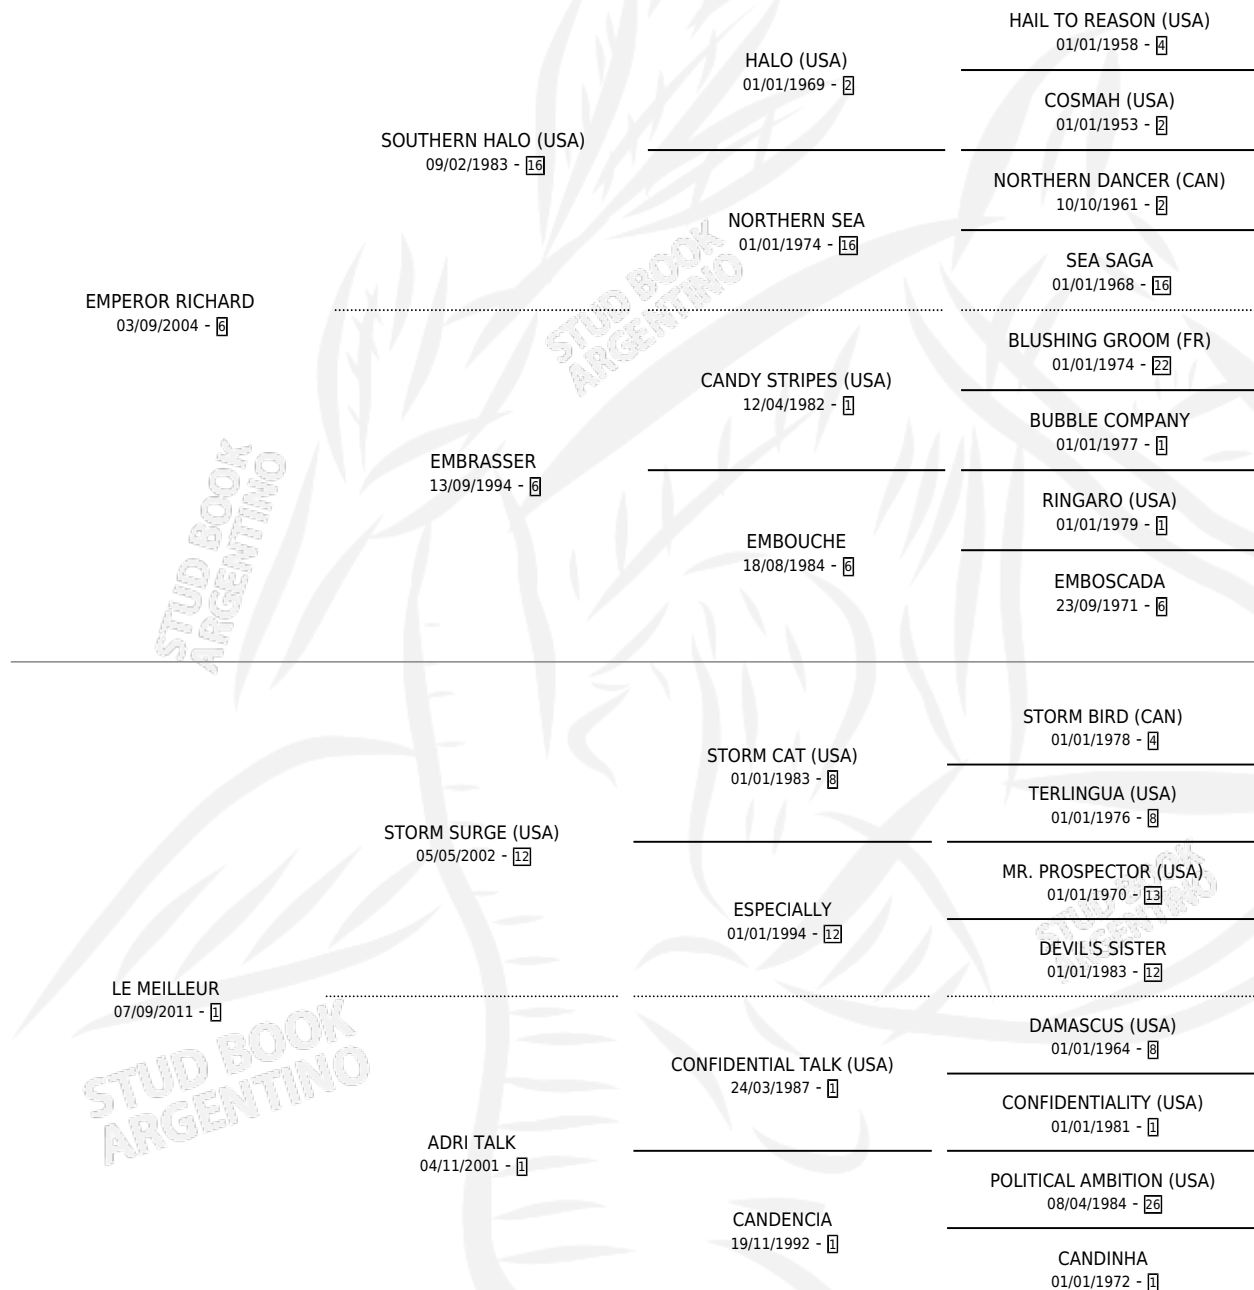 HAIL TO REASON (USA)
01/01/1958 - 4
HALO (USA)
01/01/1969 - 2
COSMAH (USA)
01/01/1953 - 2
SOUTHERN HALO (USA)
09/02/1983 - 16
NORTHERN DANCER (CAN)
10/10/1961 - 2
NORTHERN SEA
01/01/1974 - 16
SEA SAGA
01/01/1968 - 16
EMPEROR RICHARD
03/09/2004 - 6
BLUSHING GROOM (FR)
01/01/1974 - 22
CANDY STRIPES (USA)
12/04/1982 - 1
BUBBLE COMPANY
01/01/1977 - 1
EMBRASSER
13/09/1994 - 6
RINGARO (USA)
01/01/1979 - 1
EMBOUCHE
18/08/1984 - 6
EMBOSCADA
23/09/1971 - 6
STORM BIRD (CAN)
01/01/1978 - 4
STORM CAT (USA)
01/01/1983 - 8
TERLINGUA (USA)
01/01/1976 - 8
STORM SURGE (USA)
05/05/2002 - 12
MR. PROSPECTOR (USA)
01/01/1970 - 13
ESPECIALLY
01/01/1994 - 12
DEVIL'S SISTER
01/01/1983 - 12
LE MEILLEUR
07/09/2011 - 1
DAMASCUS (USA)
01/01/1964 - 8
CONFIDENTIAL TALK (USA)
24/03/1987 - 1
CONFIDENTIALITY (USA)
01/01/1981 - 1
ADRI TALK
04/11/2001 - 1
POLITICAL AMBITION (USA)
08/04/1984 - 26
CANDENCIA
19/11/1992 - 1
CANDINHA
01/01/1972 - 1
STUD BOOK
ARGENTINO
STUD BOOK
ARGENTINO
STUD BOOK
ARGENTINO
STUD BOOK
ARGENTINO